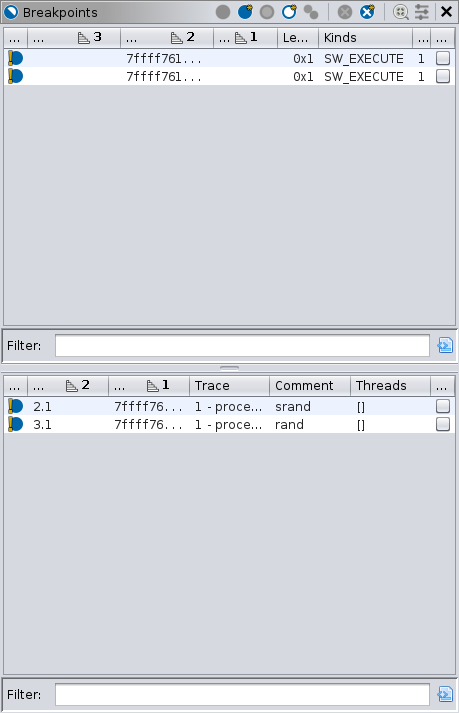 Breakpoints
... ... 3 ... 2 ... 1 Le... Kinds ... ...
7ffff761... 0x1 SW_EXECUTE 1
7ffff761... 0x1 SW_EXECUTE 1
Filter:
... ... 2 ... 1 Trace Comment Threads ...
2.1 7ffff76... 1 - proce... srand []
3.1 7ffff76... 1 - proce... rand []
Filter: